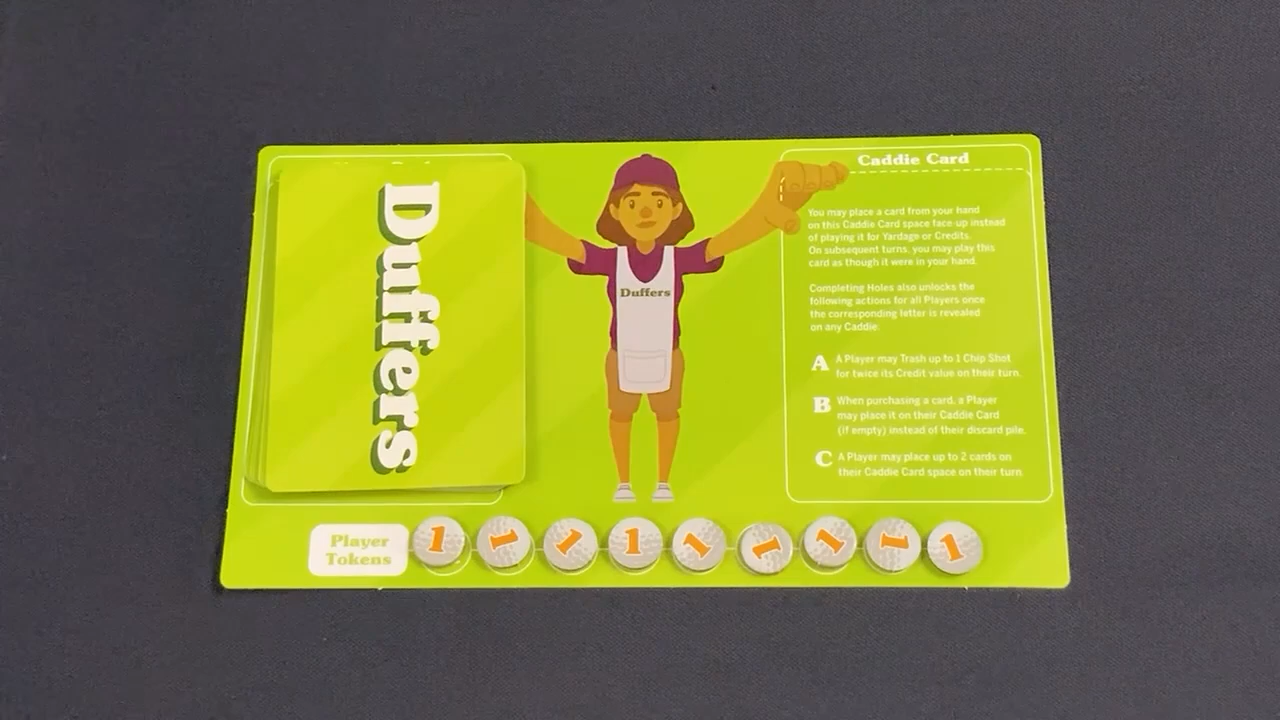 Duffers
Duffers
Caddie Card
You may place a card from your hand
on this Caddie Card space face up instead
of playing it for Yardage or Credits.
On subsequent turns, you may play this
card as though it were in your hand.
Completing Holes also unlocks the
following actions for all Players once
the corresponding letter is revealed
on any Caddie:
A A Player may Trash up to 1 Chip Shot
for twice its Credit value on their turn.
B When purchasing a card, a Player
may place it on their Caddie Card
(if empty) instead of their discard pile.
C A Player may place up to 2 cards on
their Caddie Card space on their turn.
Player
Tokens
1 1 1 1 1 1 1 1 1